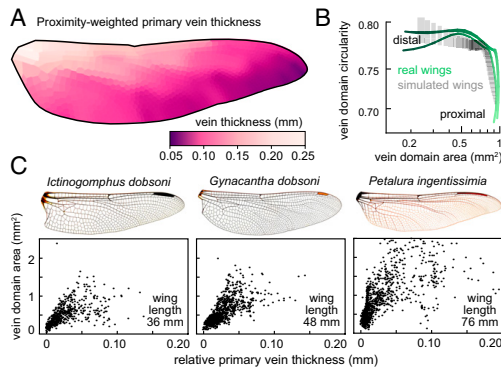 A
Proximity-weighted primary vein thickness
vein thickness (mm)
0.05 0.10 0.15 0.20 0.25
B
vein domain circularity
0.80
0.75
0.70
distal
real wings
simulated wings
proximal
0.2 0.5 1
vein domain area (mm²)
C
Ictinogomphus dobsoni
Gynacantha dobsoni
Petalura ingentissimia
vein domain area (mm²)
2
1
0
wing
length
36 mm
wing
length
48 mm
wing
length
76 mm
0 0.10 0.20
0 0.10 0.20
0 0.10 0.20
relative primary vein thickness (mm)